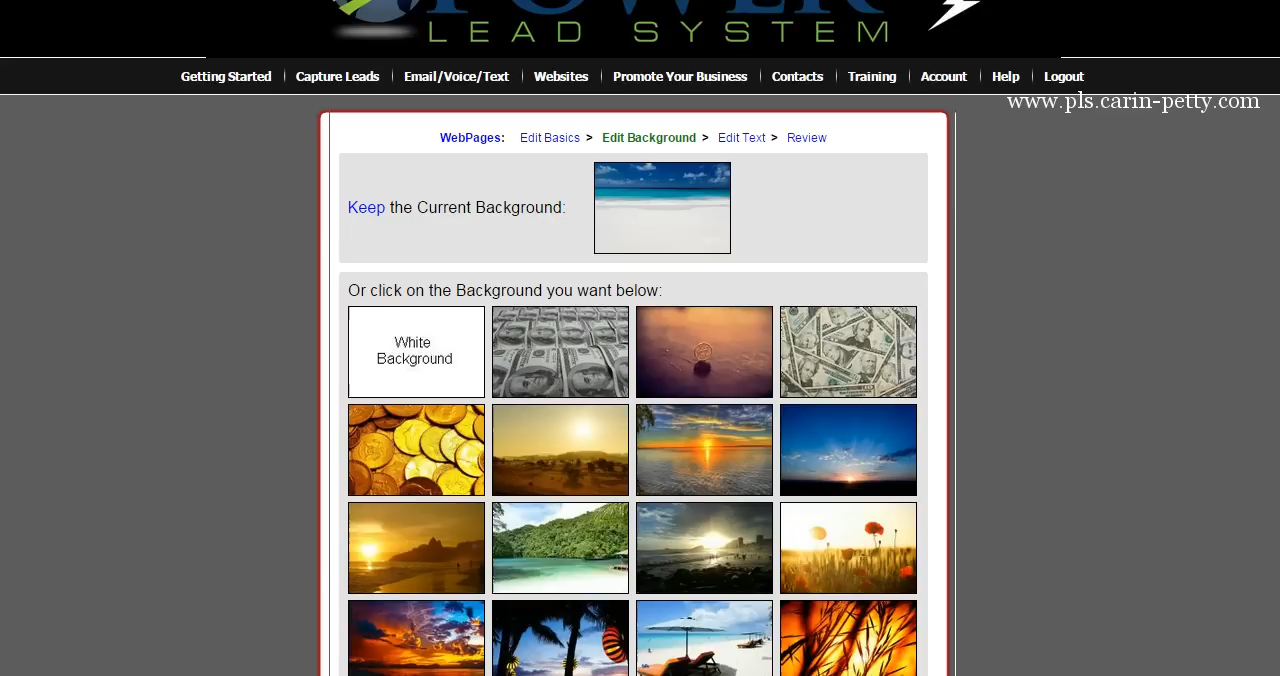 POWER
LEAD SYSTEM
Getting Started
Capture Leads
Email/Voice/Text
Websites
Promote Your Business
Contacts
Training
Account
Help
Logout
www.pls.carin-petty.com
WebPages: Edit Basics > Edit Background > Edit Text > Review
Keep the Current Background:
Or click on the Background you want below:
White
Background